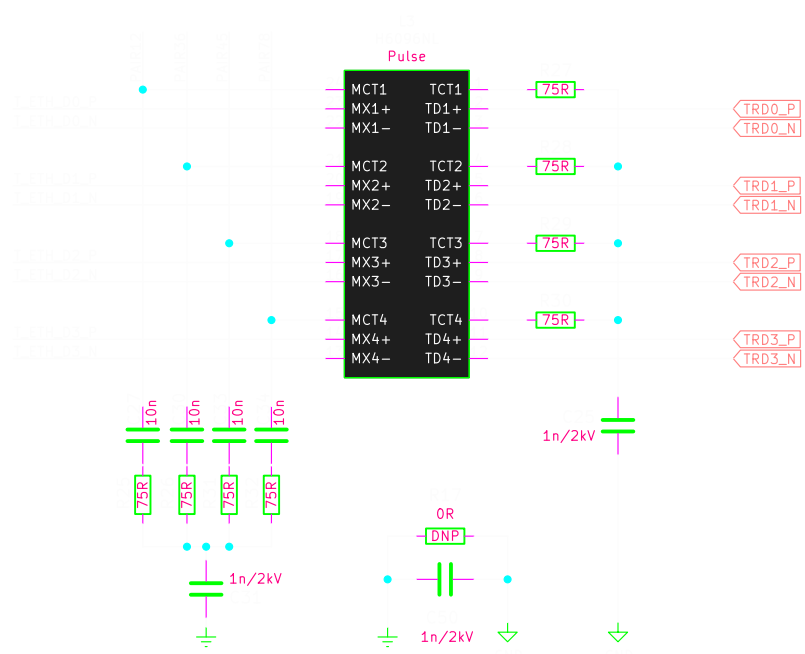 Pulse
MCT1 TCT1 75R
MX1+ TD1+ TRD0_P
MX1- TD1- TRD0_N
MCT2 TCT2 75R
MX2+ TD2+ TRD1_P
MX2- TD2- TRD1_N
MCT3 TCT3 75R
MX3+ TD3+ TRD2_P
MX3- TD3- TRD2_N
MCT4 TCT4 75R
MX4+ TD4+ TRD3_P
MX4- TD4- TRD3_N
10n 10n 10n 10n
1n/2kV
75R 75R 75R 75R
0R
DNP
1n/2kV
1n/2kV